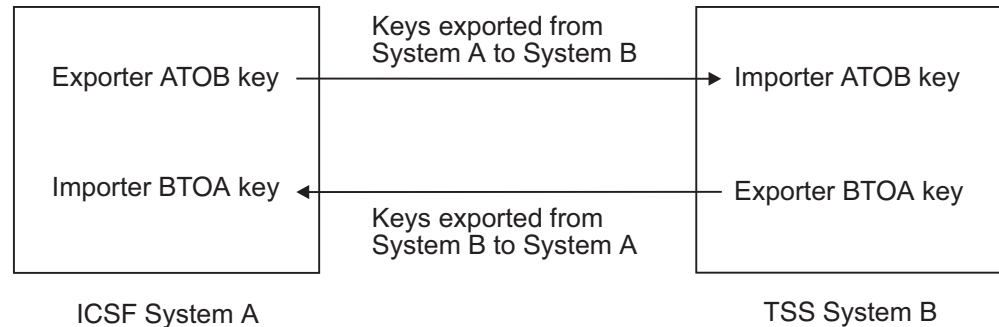 Keys exported from
System A to System B
Exporter ATOB key
Importer ATOB key
Importer BTOA key
Exporter BTOA key
Keys exported from
System B to System A
ICSF System A
TSS System B